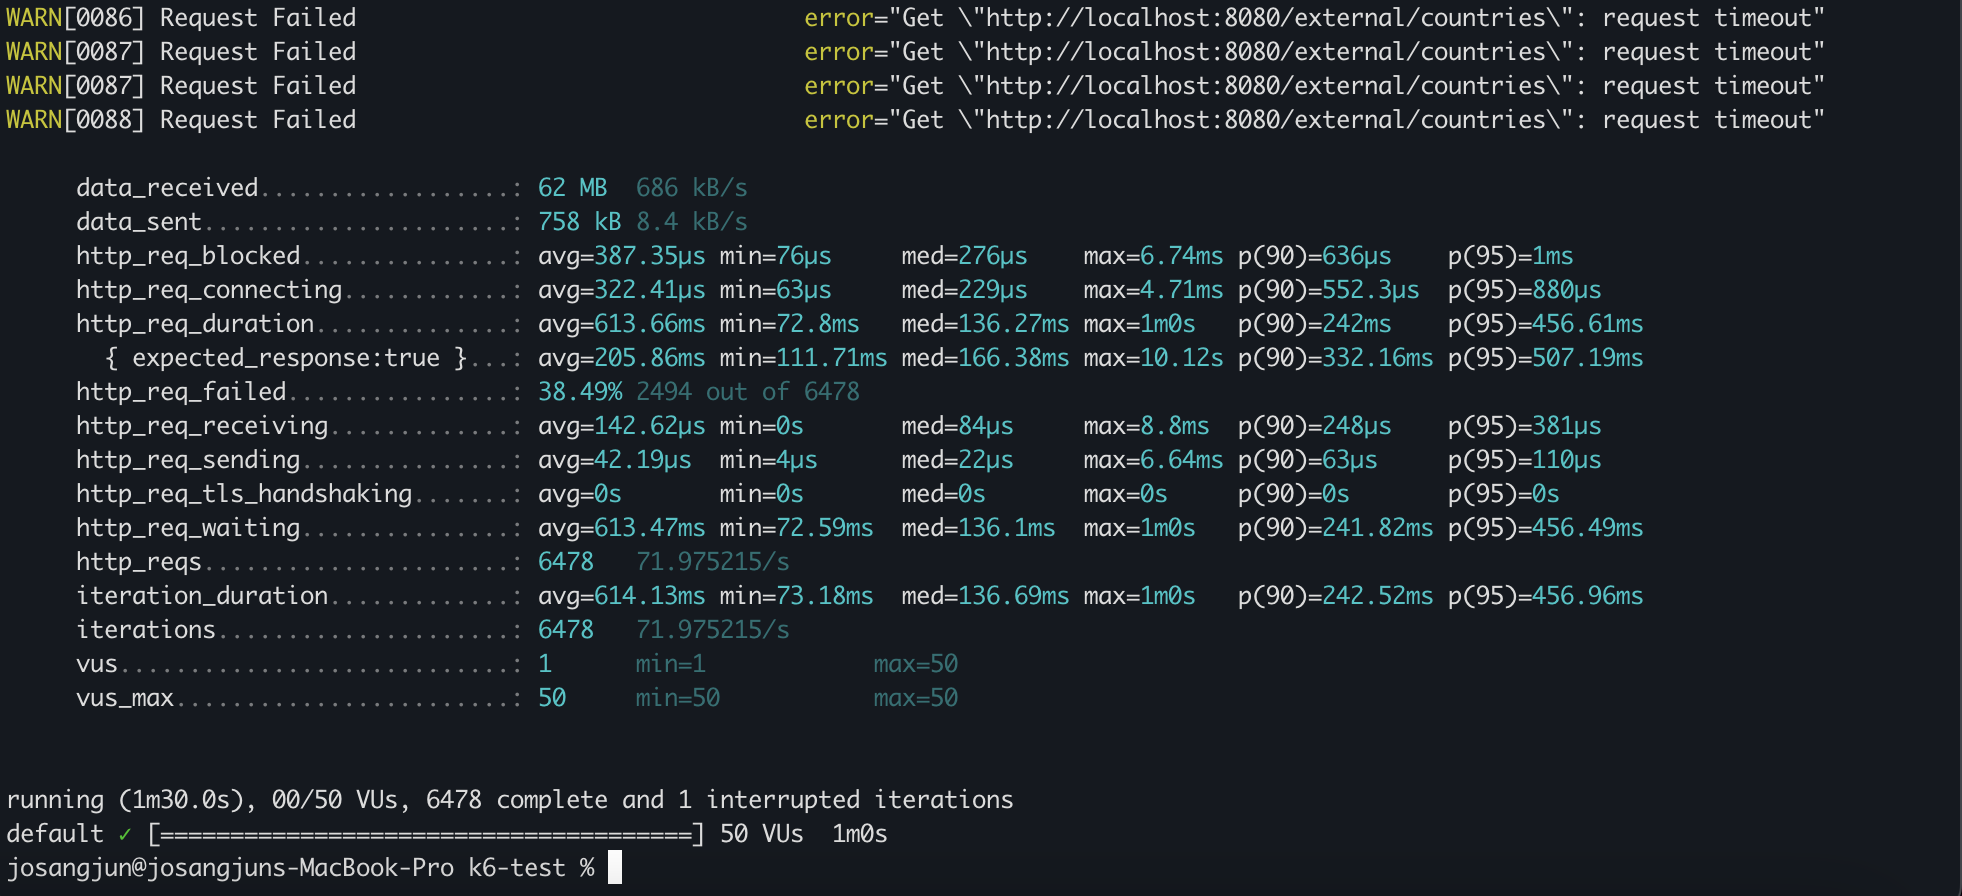 WARN[0086] Request Failed                                error="Get \"http://localhost:8080/external/countries\": request timeout"
WARN[0087] Request Failed                                error="Get \"http://localhost:8080/external/countries\": request timeout"
WARN[0087] Request Failed                                error="Get \"http://localhost:8080/external/countries\": request timeout"
WARN[0088] Request Failed                                error="Get \"http://localhost:8080/external/countries\": request timeout"
data_received..................: 62 MB  686 kB/s
data_sent......................: 758 kB 8.4 kB/s
http_req_blocked...............: avg=387.35µs min=76µs     med=276µs    max=6.74ms p(90)=636µs    p(95)=1ms
http_req_connecting............: avg=322.41µs min=63µs     med=229µs    max=4.71ms p(90)=552.3µs  p(95)=880µs
http_req_duration..............: avg=613.66ms min=72.8ms   med=136.27ms max=1m0s   p(90)=242ms    p(95)=456.61ms
{ expected_response:true }...: avg=205.86ms min=111.71ms med=166.38ms max=10.12s p(90)=332.16ms p(95)=507.19ms
http_req_failed................: 38.49% 2494 out of 6478
http_req_receiving.............: avg=142.62µs min=0s       med=84µs     max=8.8ms  p(90)=248µs    p(95)=381µs
http_req_sending...............: avg=42.19µs  min=4µs      med=22µs     max=6.64ms p(90)=63µs     p(95)=110µs
http_req_tls_handshaking.......: avg=0s       min=0s       med=0s       max=0s     p(90)=0s       p(95)=0s
http_req_waiting...............: avg=613.47ms min=72.59ms  med=136.1ms  max=1m0s   p(90)=241.82ms p(95)=456.49ms
http_reqs......................: 6478   71.975215/s
iteration_duration.............: avg=614.13ms min=73.18ms  med=136.69ms max=1m0s   p(90)=242.52ms p(95)=456.96ms
iterations.....................: 6478   71.975215/s
vus............................: 1      min=1            max=50
vus_max........................: 50     min=50           max=50
running (1m30.0s), 00/50 VUs, 6478 complete and 1 interrupted iterations
default ✓ [======================================] 50 VUs  1m0s
josangjun@josangjuns-MacBook-Pro k6-test %